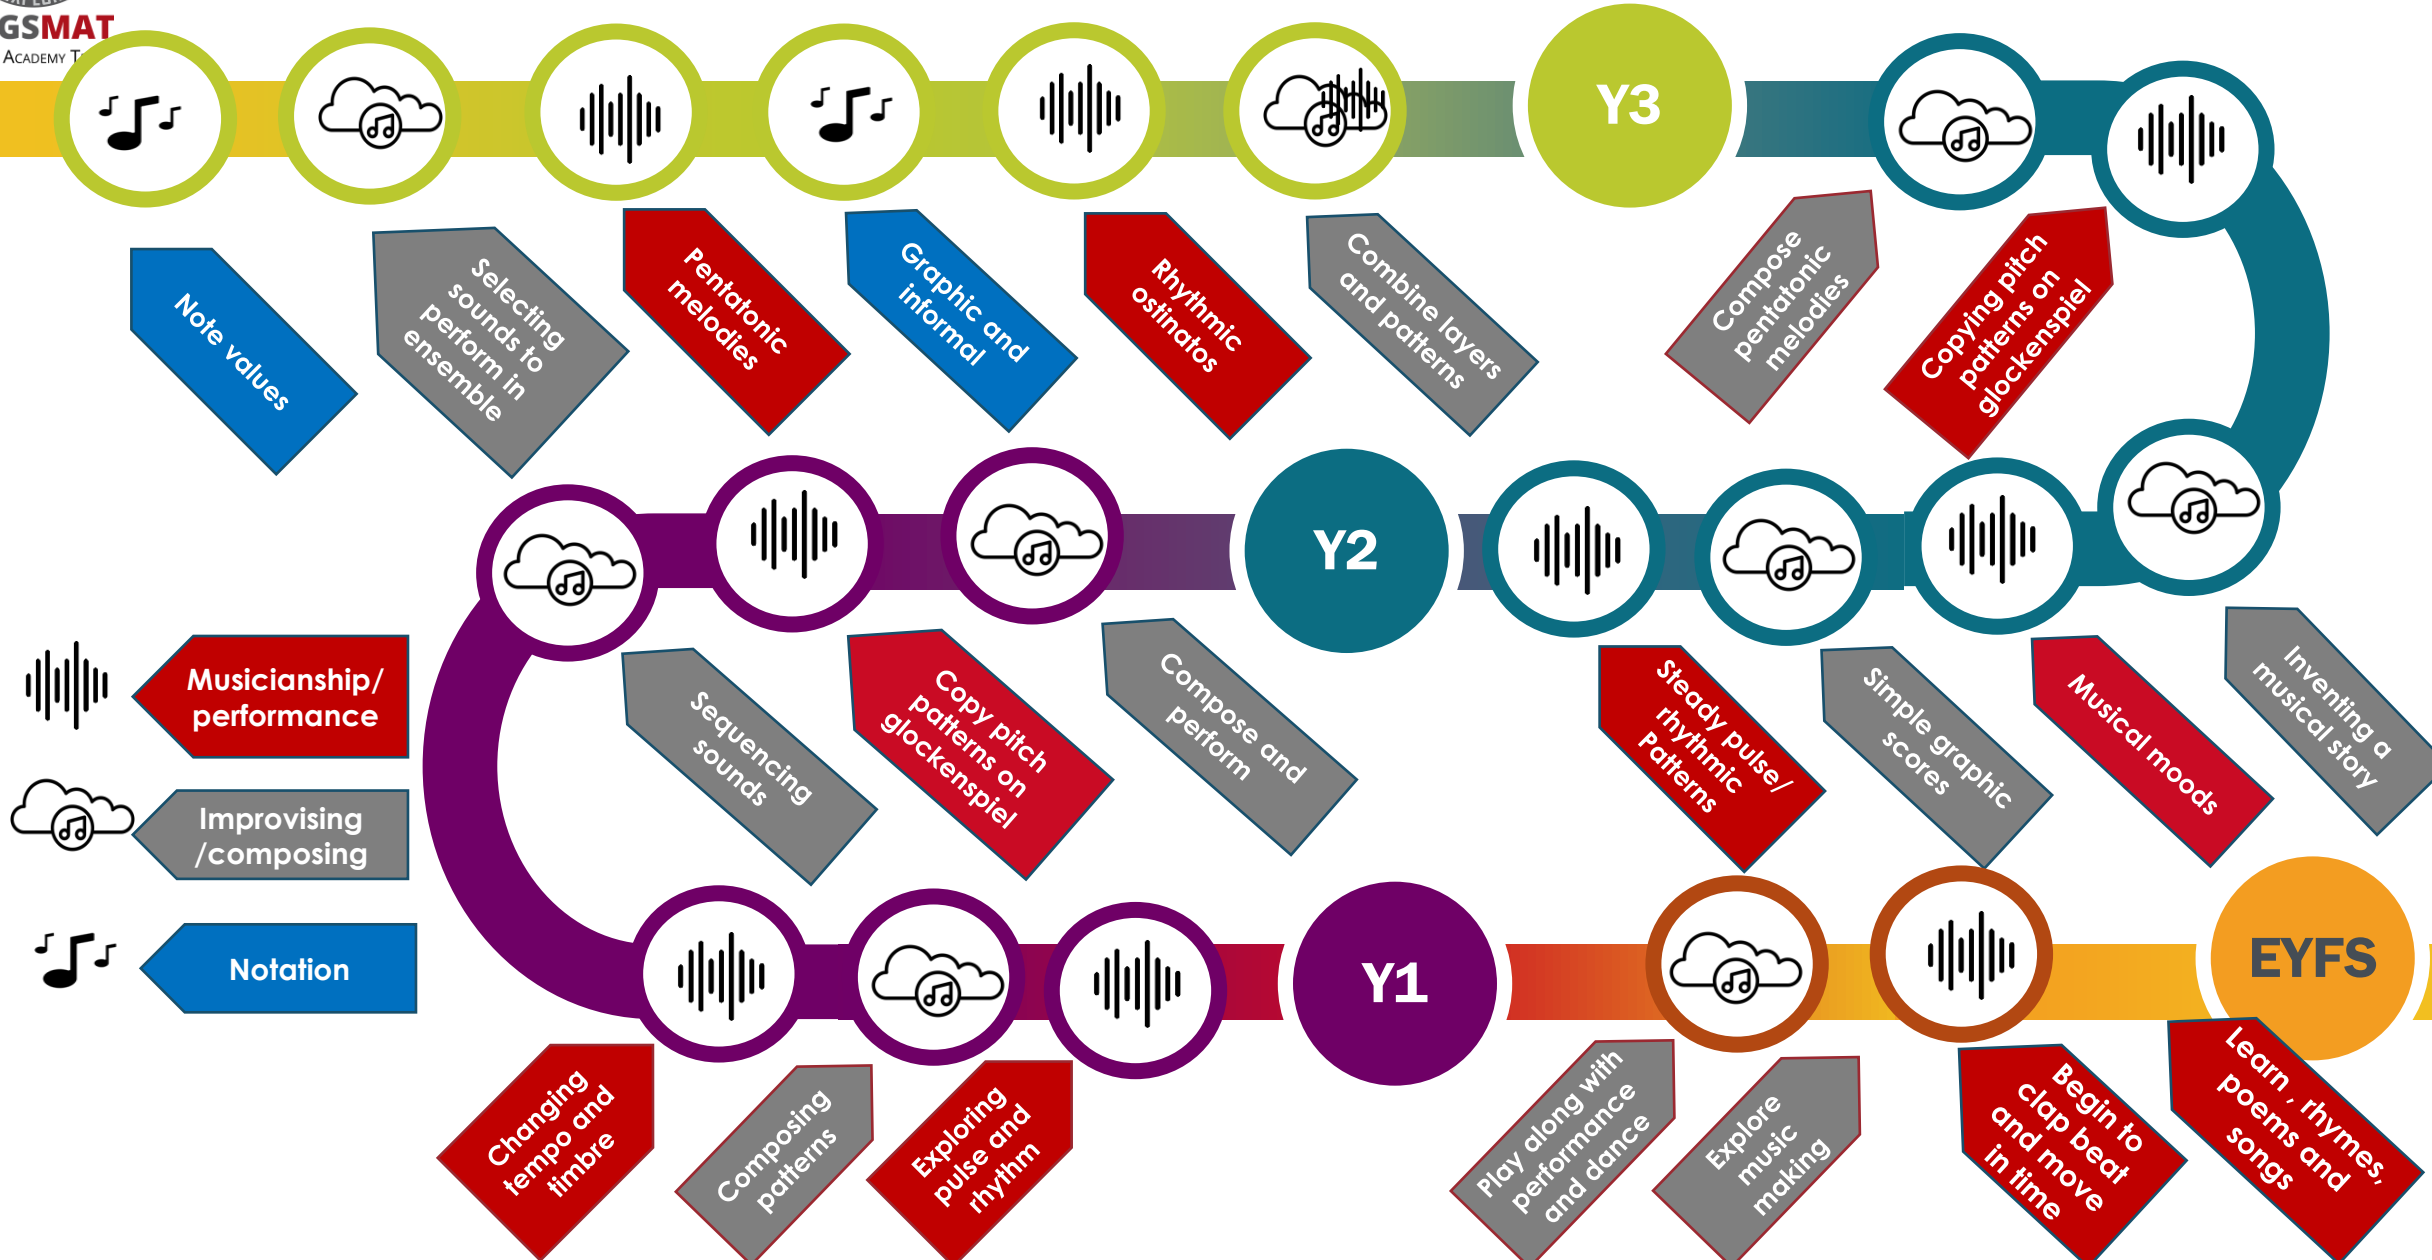 GSMAT
ACADEMY
Y3
Note values
Selecting
sounds to
perform in
ensemble
Pentatonic
melodies
Graphic and
informal
Rhythmic
ostinatos
Combine layers
and patterns
Compose
pentatonic
melodies
Copying pitch
patterns on
glockenspiel
Y2
Sequencing
sounds
Copy pitch
patterns on
glockenspiel
Compose and
perform
Steady pulse/
rhythmic
Patterns
Simple graphic
scores
Musical moods
Inventing a
musical story
Musicianship/
performance
Improvising
/composing
Notation
Y1
EYFS
Changing
tempo and
timbre
Composing
patterns
Exploring
pulse and
rhythm
Play along with
performance
and dance
Explore
music
making
Begin to
clap beat
and move
in time
Learn , rhymes,
poems and
songs